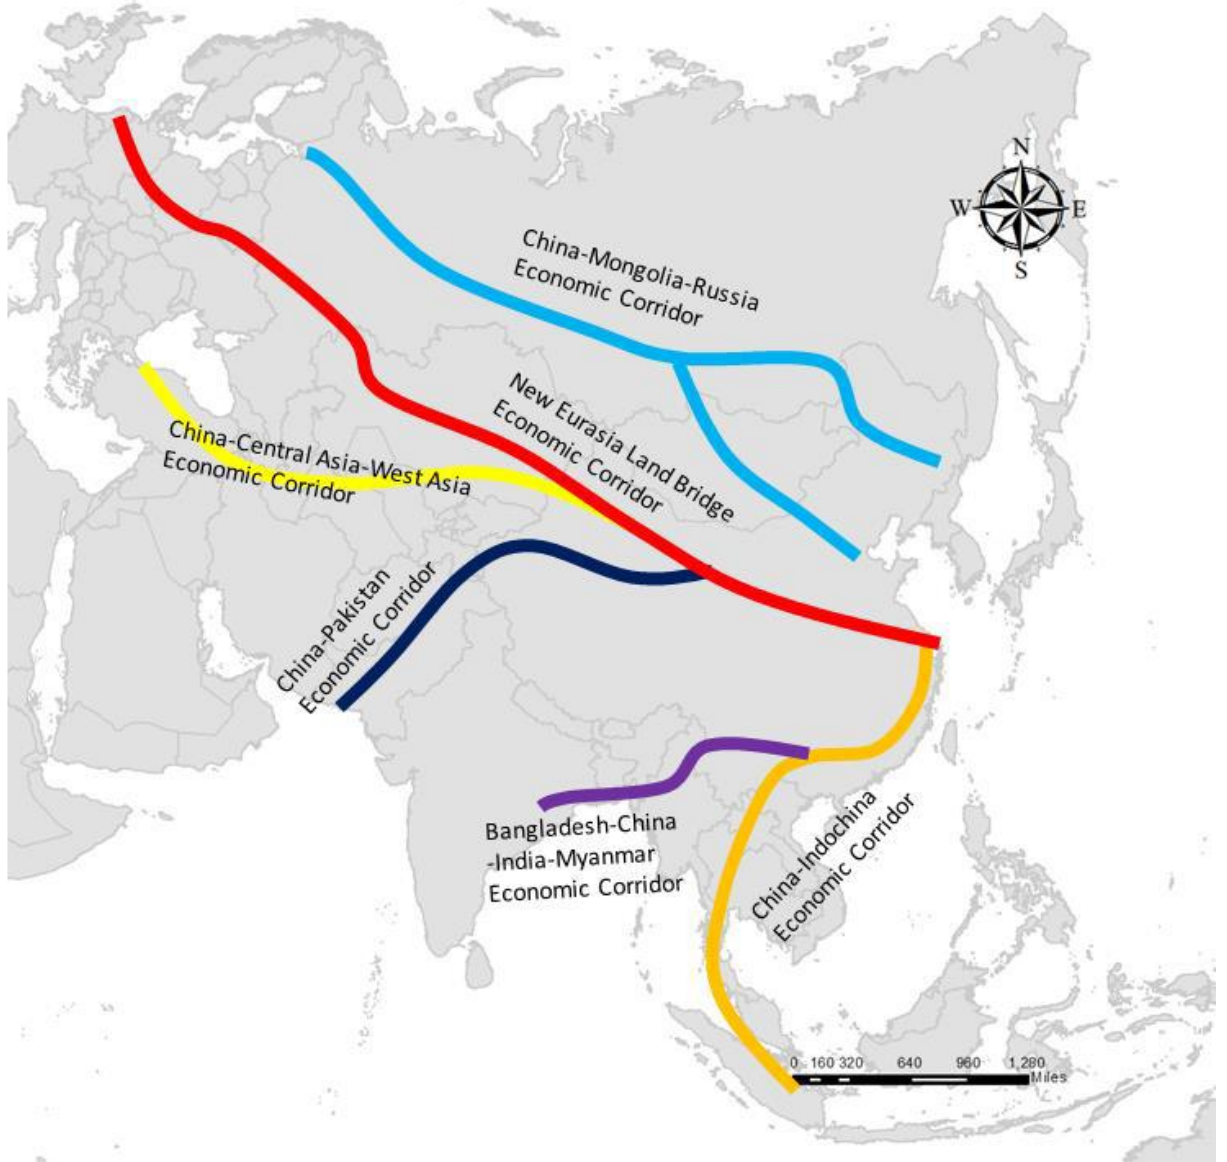 N
W
E
S
China-Mongolia-Russia
Economic Corridor
New Eurasia Land Bridge
Economic Corridor
China-Central Asia-West Asia
Economic Corridor
China-Pakistan
Economic Corridor
Bangladesh-China
-India-Myanmar
Economic Corridor
China-Indochina
Economic Corridor
0 160 320 640 960 1,280
Miles